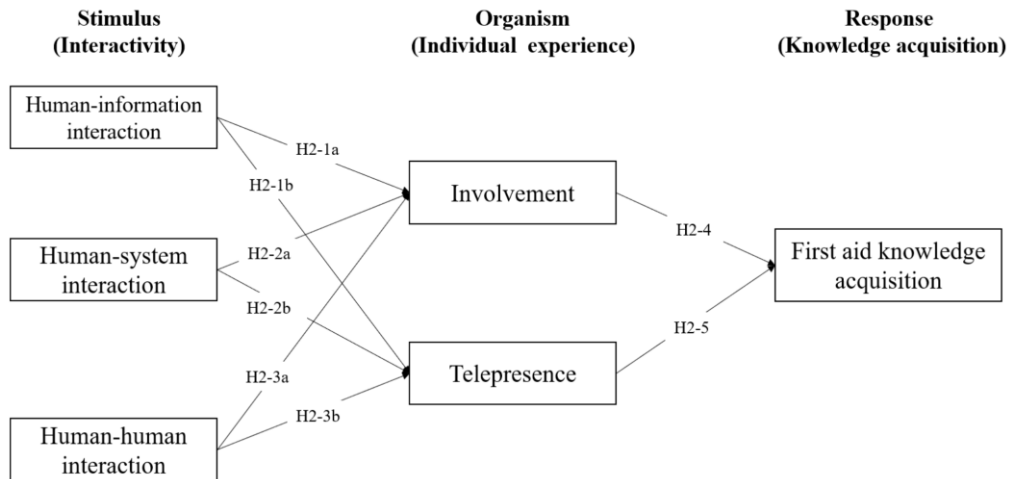 Stimulus
(Interactivity)
Organism
(Individual experience)
Response
(Knowledge acquisition)
Human-information
interaction
H2-1a
H2-1b
Involvement
H2-4
Human-system
interaction
H2-2a
H2-2b
First aid knowledge
acquisition
H2-5
H2-3a
Telepresence
H2-3b
Human-human
interaction